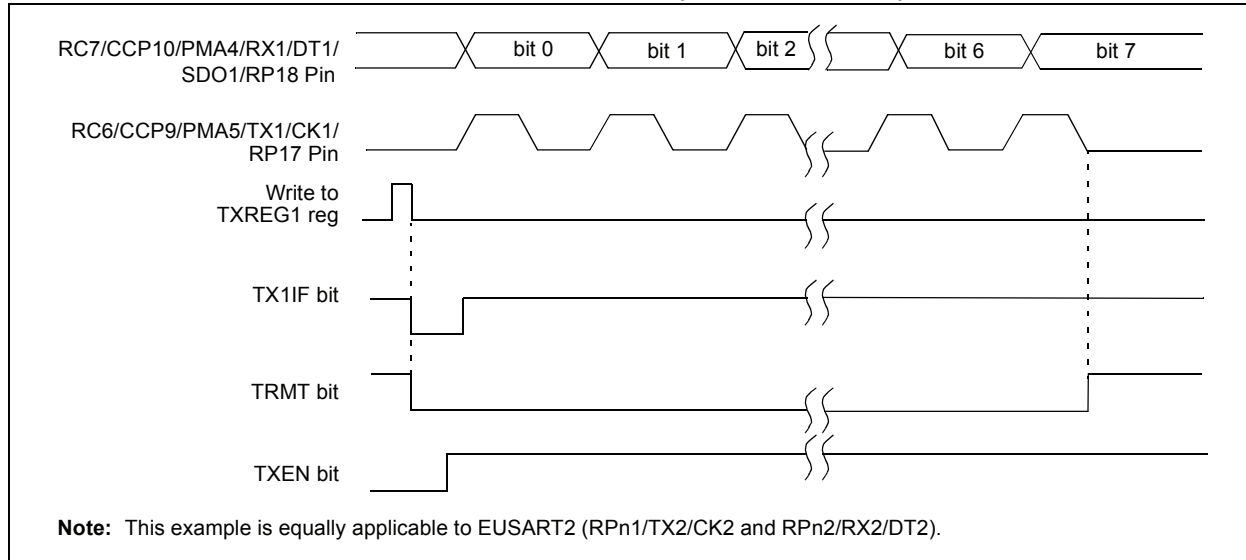 RC7/CCP10/PMA4/RX1/DT1/
SDO1/RP18 Pin
bit 0 bit 1 bit 2 bit 6 bit 7
RC6/CCP9/PMA5/TX1/CK1/
RP17 Pin
Write to
TXREG1 reg
TX1IF bit
TRMT bit
TXEN bit
Note: This example is equally applicable to EUSART2 (RPn1/TX2/CK2 and RPn2/RX2/DT2).